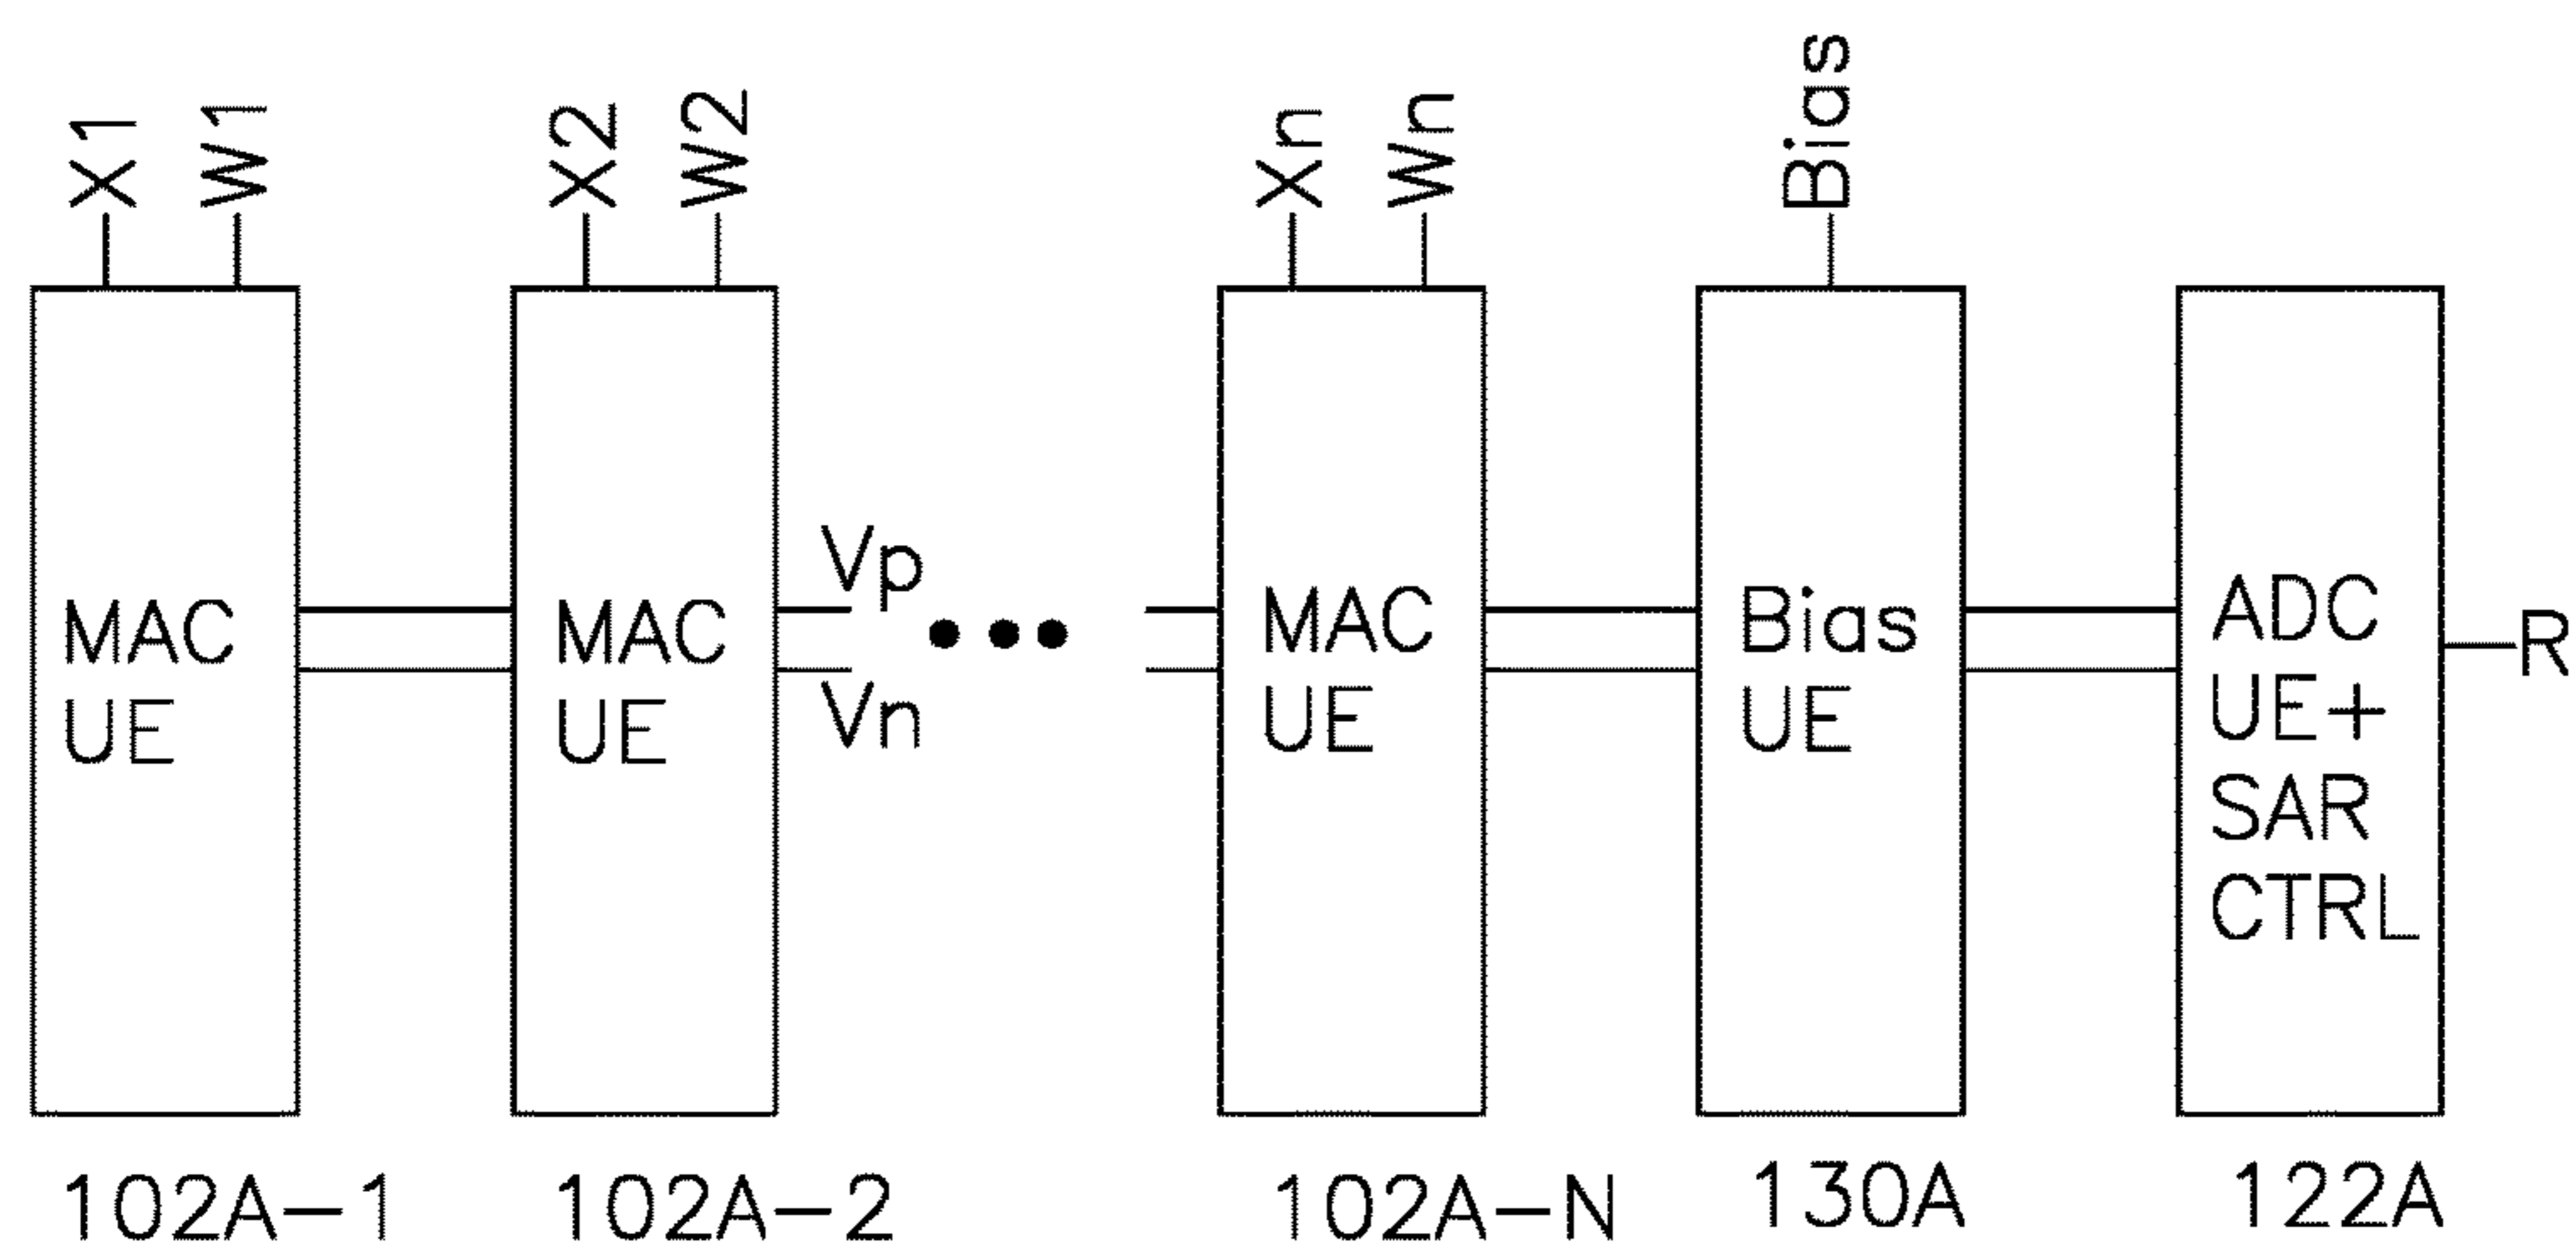 X1
W1
X2
W2
Xn
Wn
Bias
MAC
UE
MAC
UE
Vp
Vn
MAC
UE
Bias
UE
ADC
UE+
SAR
CTRL
R
102A-1
102A-2
102A-N
130A
122A